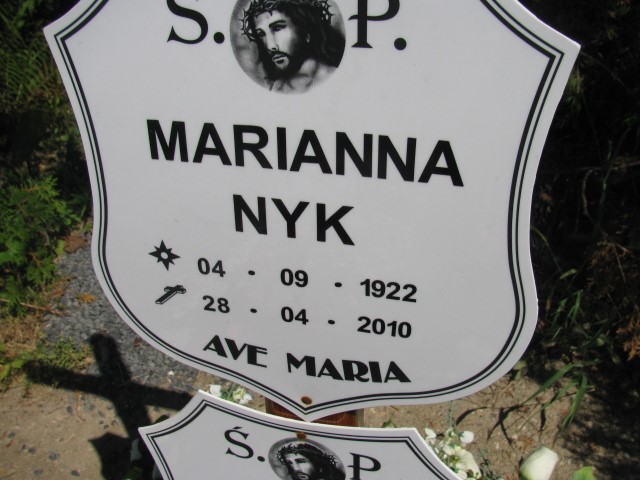 Ś. P.
MARIANNA
NYK
04 · 09 · 1922
28 · 04 · 2010
AVE MARIA
Ś. P